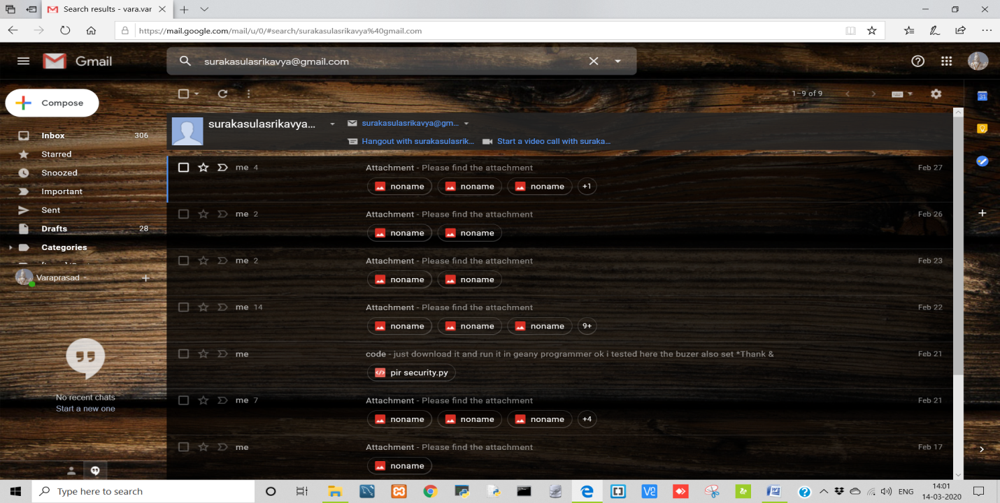 Search results - vara.var
https://mail.google.com/mail/u/0/#search/surakasulasrikavya%40gmail.com
Gmail
surakasulasrikavya@gmail.com
Compose
1–9 of 9
31
surakasulasrikavya...
surakasulasrikavya@gm...
Hangout with surakasulasrik... Start a video call with suraka...
Inbox 306
Starred
Snoozed
Important
Sent
Drafts 28
Categories
Varaprasad
No recent chats
Start a new one
me 4 Attachment - Please find the attachment Feb 27
noname noname noname +1
me 2 Attachment - Please find the attachment Feb 26
noname noname
me 2 Attachment - Please find the attachment Feb 23
noname noname
me 14 Attachment - Please find the attachment Feb 22
noname noname noname 9+
me code - just download it and run it in geany programmer ok i tested here the buzer also set *Thank & Feb 21
pir security.py
me 7 Attachment - Please find the attachment Feb 21
noname noname noname +4
me Attachment - Please find the attachment Feb 17
noname
Type here to search
ENG
14:01
14-03-2020